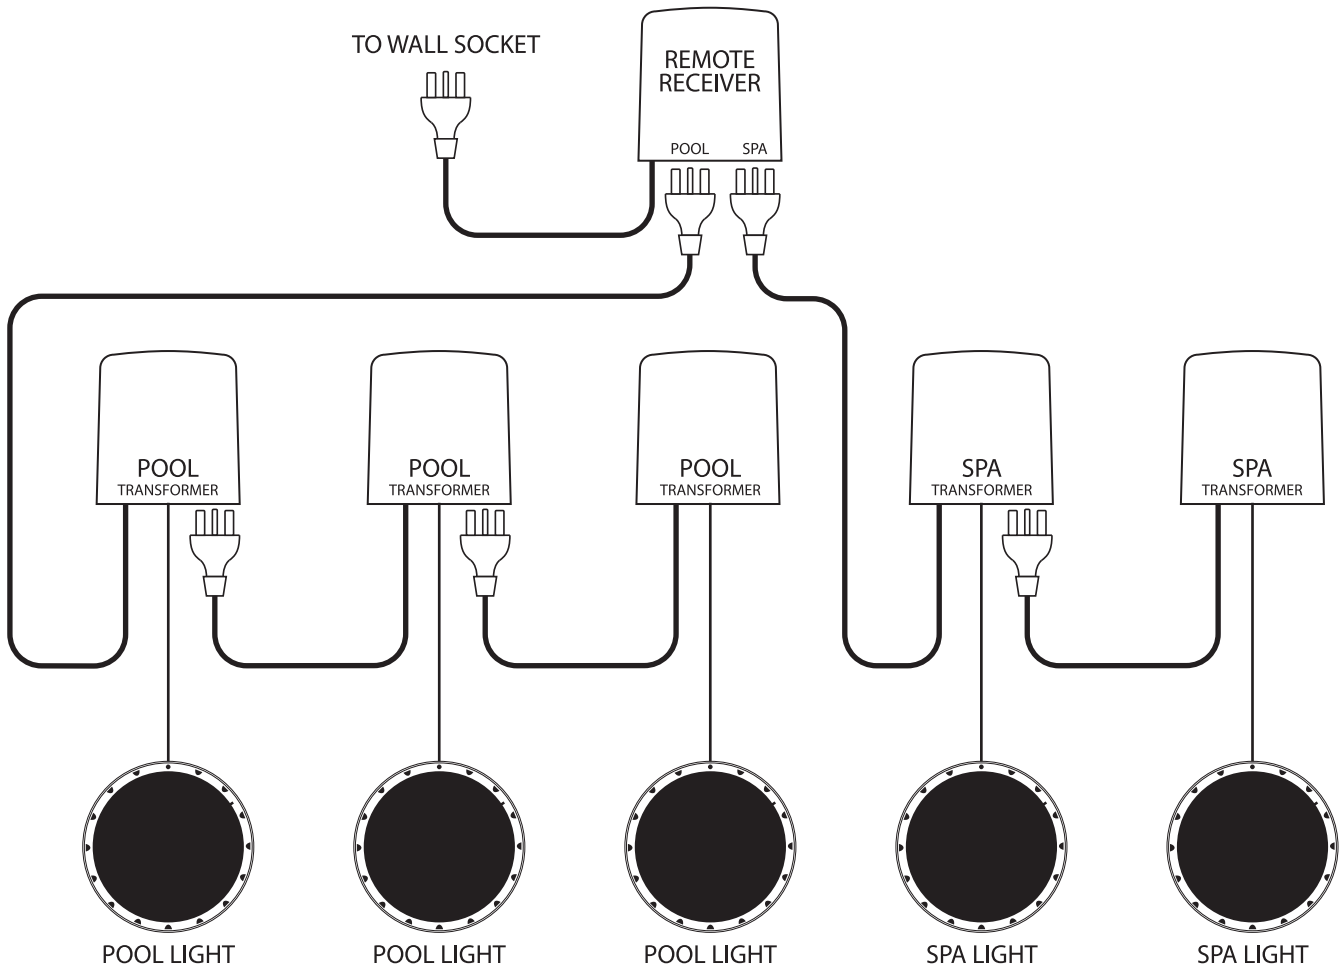 TO WALL SOCKET
REMOTE
RECEIVER
POOL SPA
POOL
TRANSFORMER
POOL
TRANSFORMER
POOL
TRANSFORMER
SPA
TRANSFORMER
SPA
TRANSFORMER
POOL LIGHT
POOL LIGHT
POOL LIGHT
SPA LIGHT
SPA LIGHT